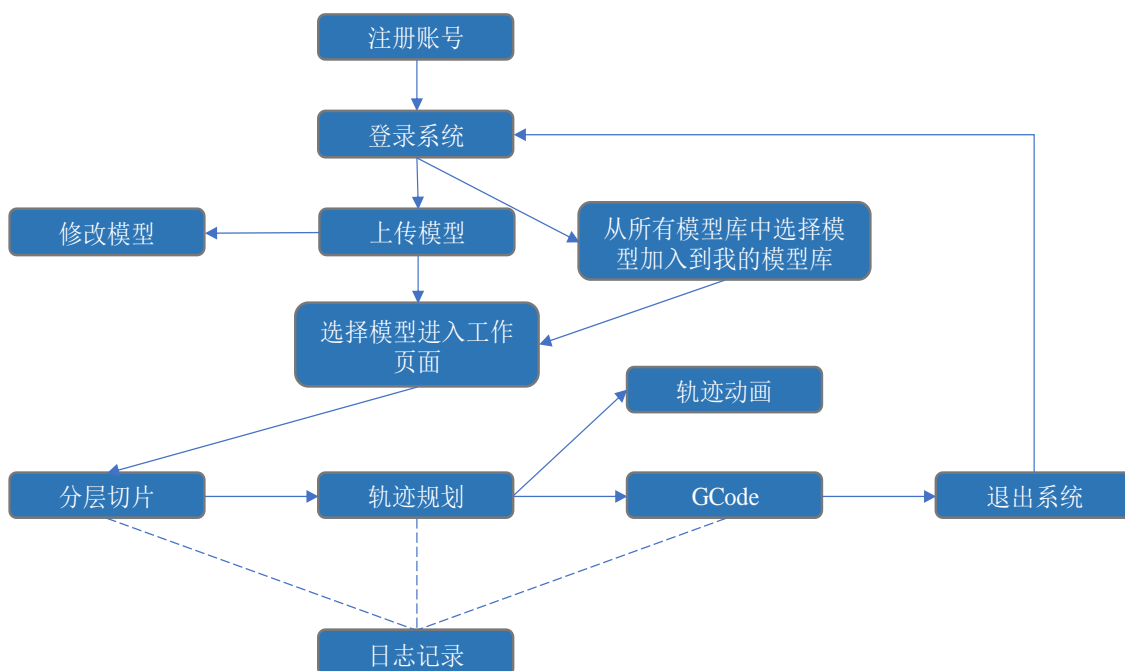 注册账号
登录系统
修改模型
上传模型
从所有模型库中选择模
型加入到我的模型库
选择模型进入工作
页面
轨迹动画
分层切片
轨迹规划
GCode
退出系统
日志记录